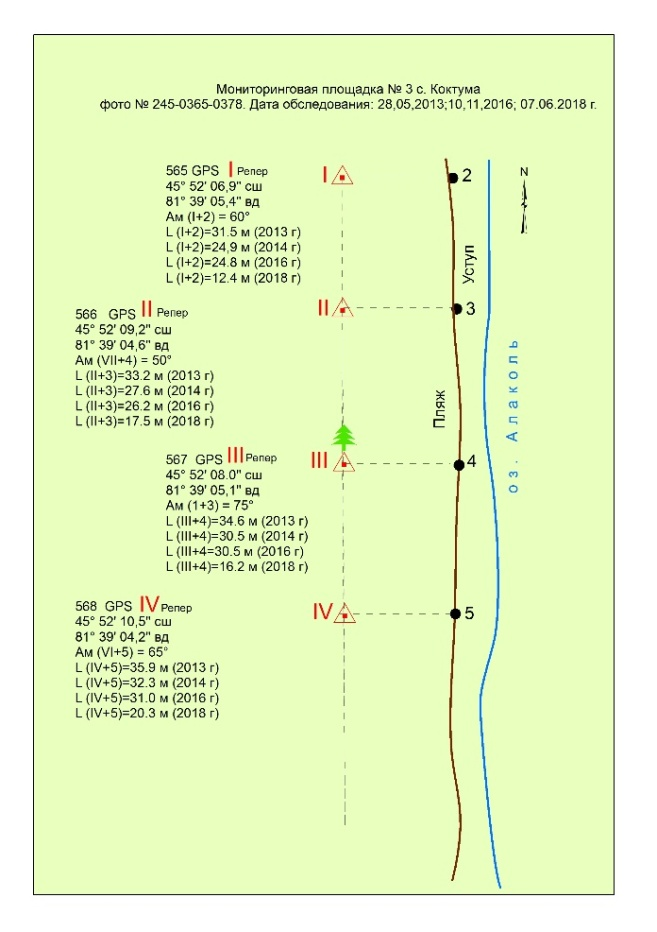 Мониторинговая площадка № 3 с. Коктума
фото № 245-0365-0378. Дата обследования: 28,05,2013;10,11,2016; 07.06.2018 г.
565 GPS I Репер
45° 52' 06,9" сш
81° 39' 05,4" вд
Ам (I+2) = 60°
L (I+2)=31.5 м (2013 г)
L (I+2)=24,9 м (2014 г)
L (I+2)=24.8 м (2016 г)
L (I+2)=12.4 м (2018 г)
I
2
N
Уступ
566 GPS II Репер
45° 52' 09,2" сш
81° 39' 04,6" вд
Ам (VII+4) = 50°
L (II+3)=33.2 м (2013 г)
L (II+3)=27.6 м (2014 г)
L (II+3)=26.2 м (2016 г)
L (II+3)=17.5 м (2018 г)
II
3
Пляж
оз. Алаколь
567 GPS III Репер
45° 52' 08.0" сш
81° 39' 05,1" вд
Ам (1+3) = 75°
L (III+4)=34.6 м (2013 г)
L (III+4)=30.5 м (2014 г)
L (III+4=30.5 м (2016 г)
L (III+4)=16.2 м (2018 г)
III
4
568 GPS IV Репер
45° 52' 10,5" сш
81° 39' 04,2" вд
Ам (VI+5) = 65°
L (IV+5)=35.9 м (2013 г)
L (IV+5)=32.3 м (2014 г)
L (IV+5)=31.0 м (2016 г)
L (IV+5)=20.3 м (2018 г)
IV
5